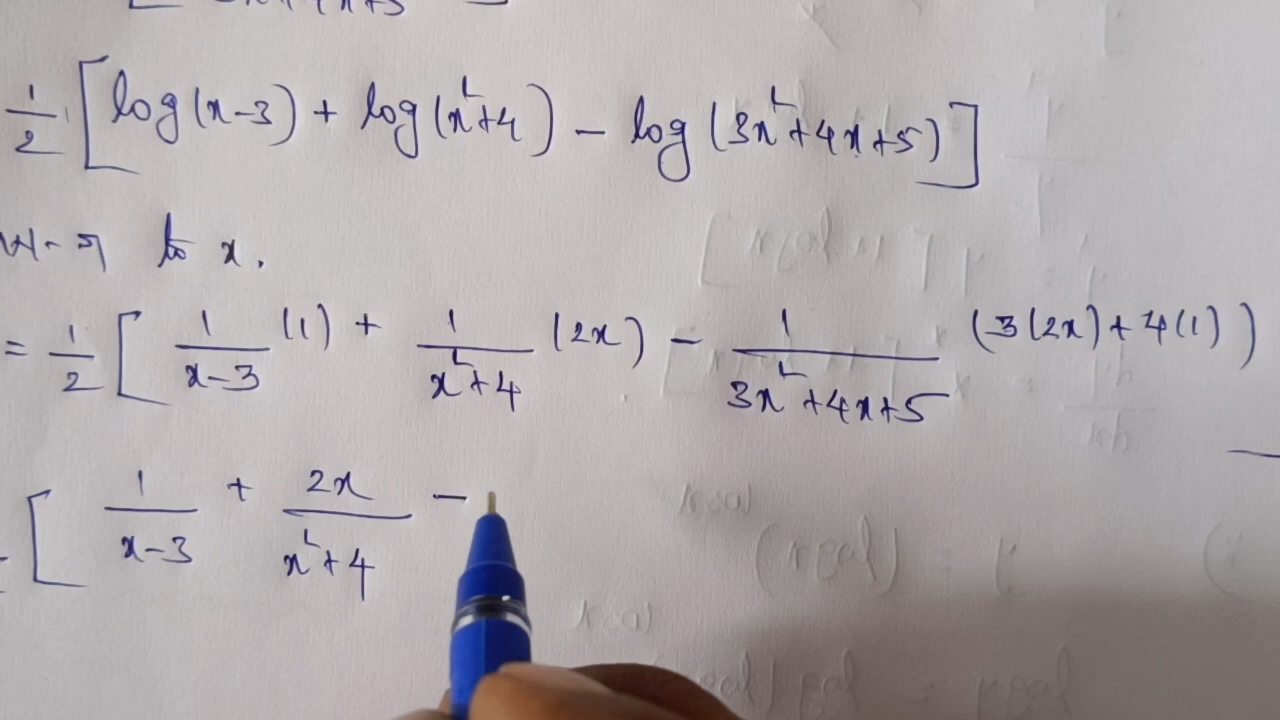 1/2 [log(x-3) + log(x²+4) - log(3x²+4x+5)]
w.r to x.
= 1/2 [ 1/(x-3) (1) + 1/(x²+4) (2x) - 1/(3x²+4x+5) (3(2x)+4(1))
[ 1/(x-3) + 2x/(x²+4) -